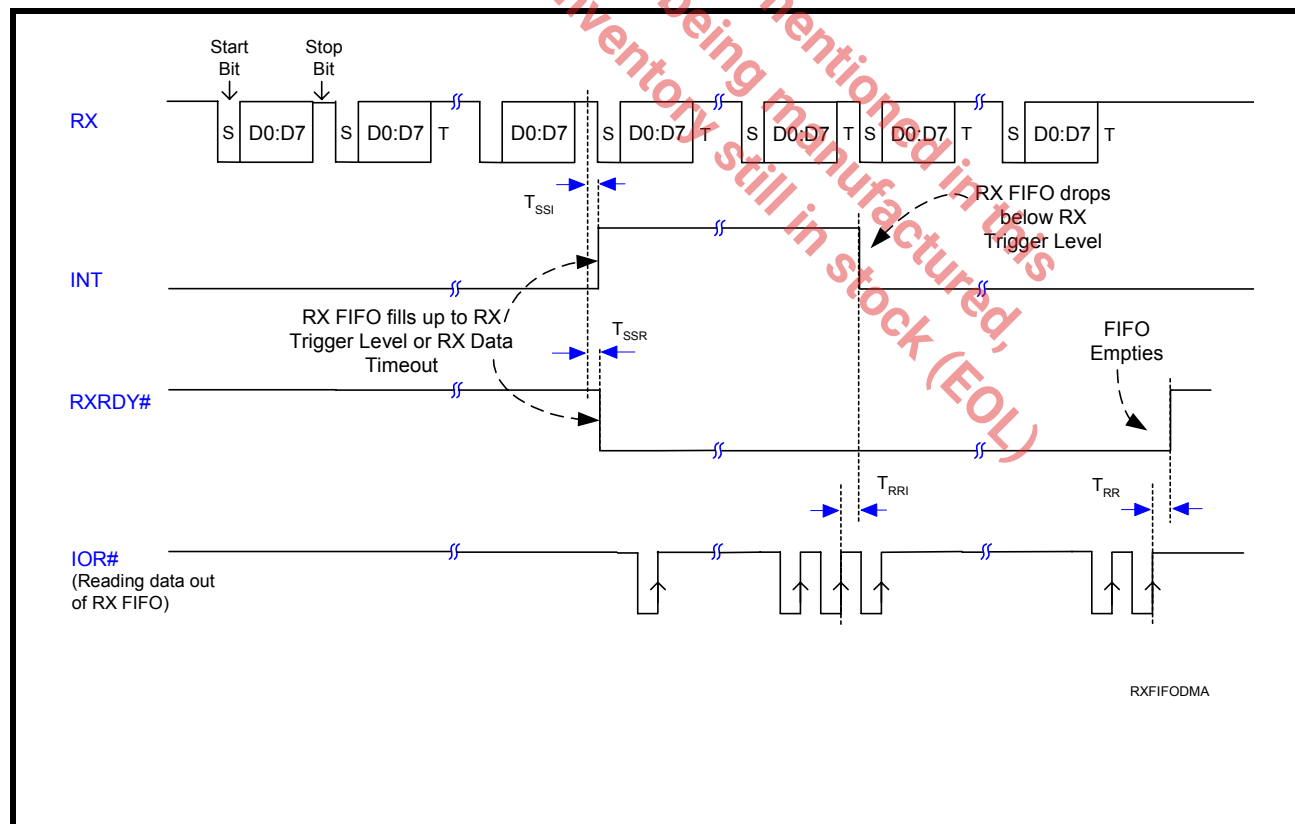 mentioned in this
being manufactured,
inventory still in stock (EOL)
Start
Bit
Stop
Bit
RX
S D0:D7 S D0:D7 T D0:D7 S D0:D7 T S D0:D7 T S D0:D7 T S D0:D7 T
TSSI
RX FIFO drops
below RX
Trigger Level
INT
RX FIFO fills up to RX
Trigger Level or RX Data
Timeout
TSSR
FIFO
Empties
RXRDY#
TRRI
TRR
IOR#
(Reading data out
of RX FIFO)
RXFIFODMA